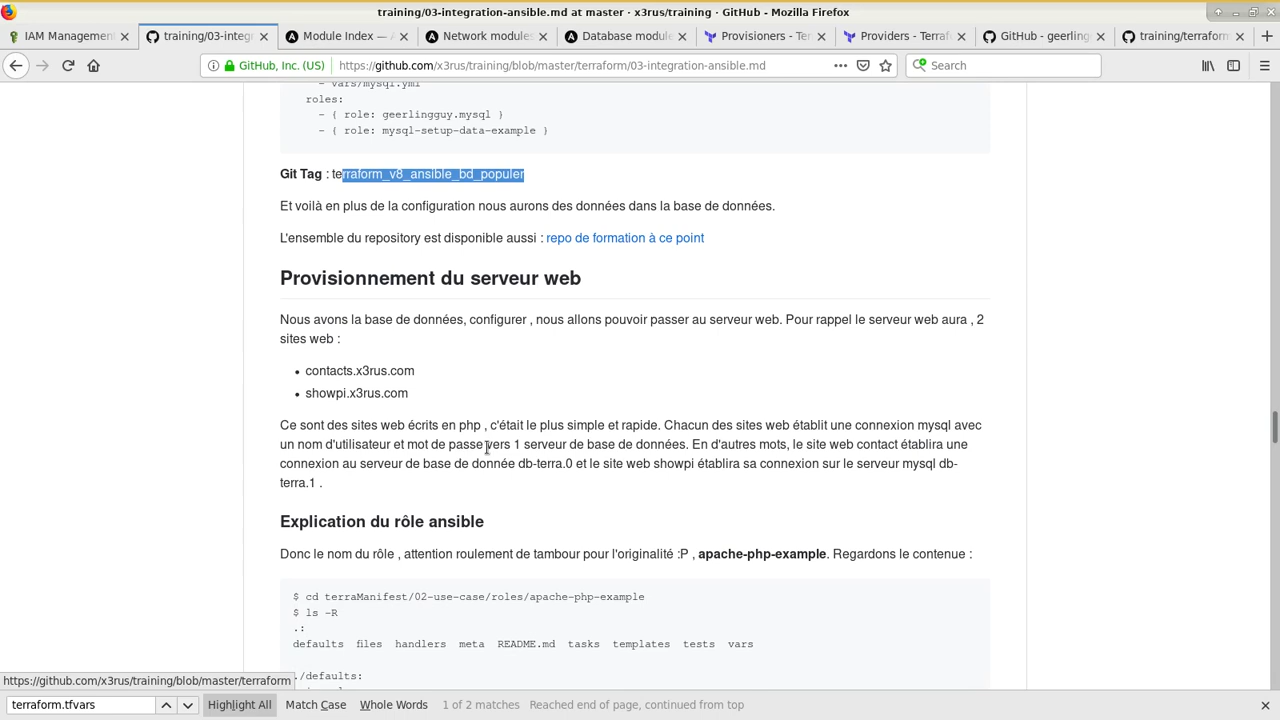 training/03-integration-ansible.md at master · x3rus/training · GitHub - Mozilla Firefox
IAM Management
training/03-integr
Module Index —
Network modules
Database module
Provisioners - Ter
Providers - Terraf
GitHub - geerling
training/terraform
GitHub, Inc. (US)
https://github.com/x3rus/training/blob/master/terraform/03-integration-ansible.md
Search
- vars/mysql.yml
roles:
- { role: geerlingguy.mysql }
- { role: mysql-setup-data-example }
Git Tag : terraform_v8_ansible_bd_populer
Et voilà en plus de la configuration nous aurons des données dans la base de données.
L'ensemble du repository est disponible aussi : repo de formation à ce point
Provisionnement du serveur web
Nous avons la base de données, configurer , nous allons pouvoir passer au serveur web. Pour rappel le serveur web aura , 2
sites web :
• contacts.x3rus.com
• showpi.x3rus.com
Ce sont des sites web écrits en php , c'était le plus simple et rapide. Chacun des sites web établit une connexion mysql avec
un nom d'utilisateur et mot de passe vers 1 serveur de base de données. En d'autres mots, le site web contact établira une
connexion au serveur de base de donnée db-terra.0 et le site web showpi établira sa connexion sur le serveur mysql db-
terra.1 .
Explication du rôle ansible
Donc le nom du rôle , attention roulement de tambour pour l'originalité :P , apache-php-example. Regardons le contenue :
$ cd terraManifest/02-use-case/roles/apache-php-example
$ ls -R
.:
defaults files handlers meta README.md tasks templates tests vars
./defaults:
https://github.com/x3rus/training/blob/master/terraform
terraform.tfvars
Highlight All
Match Case
Whole Words
1 of 2 matches
Reached end of page, continued from top